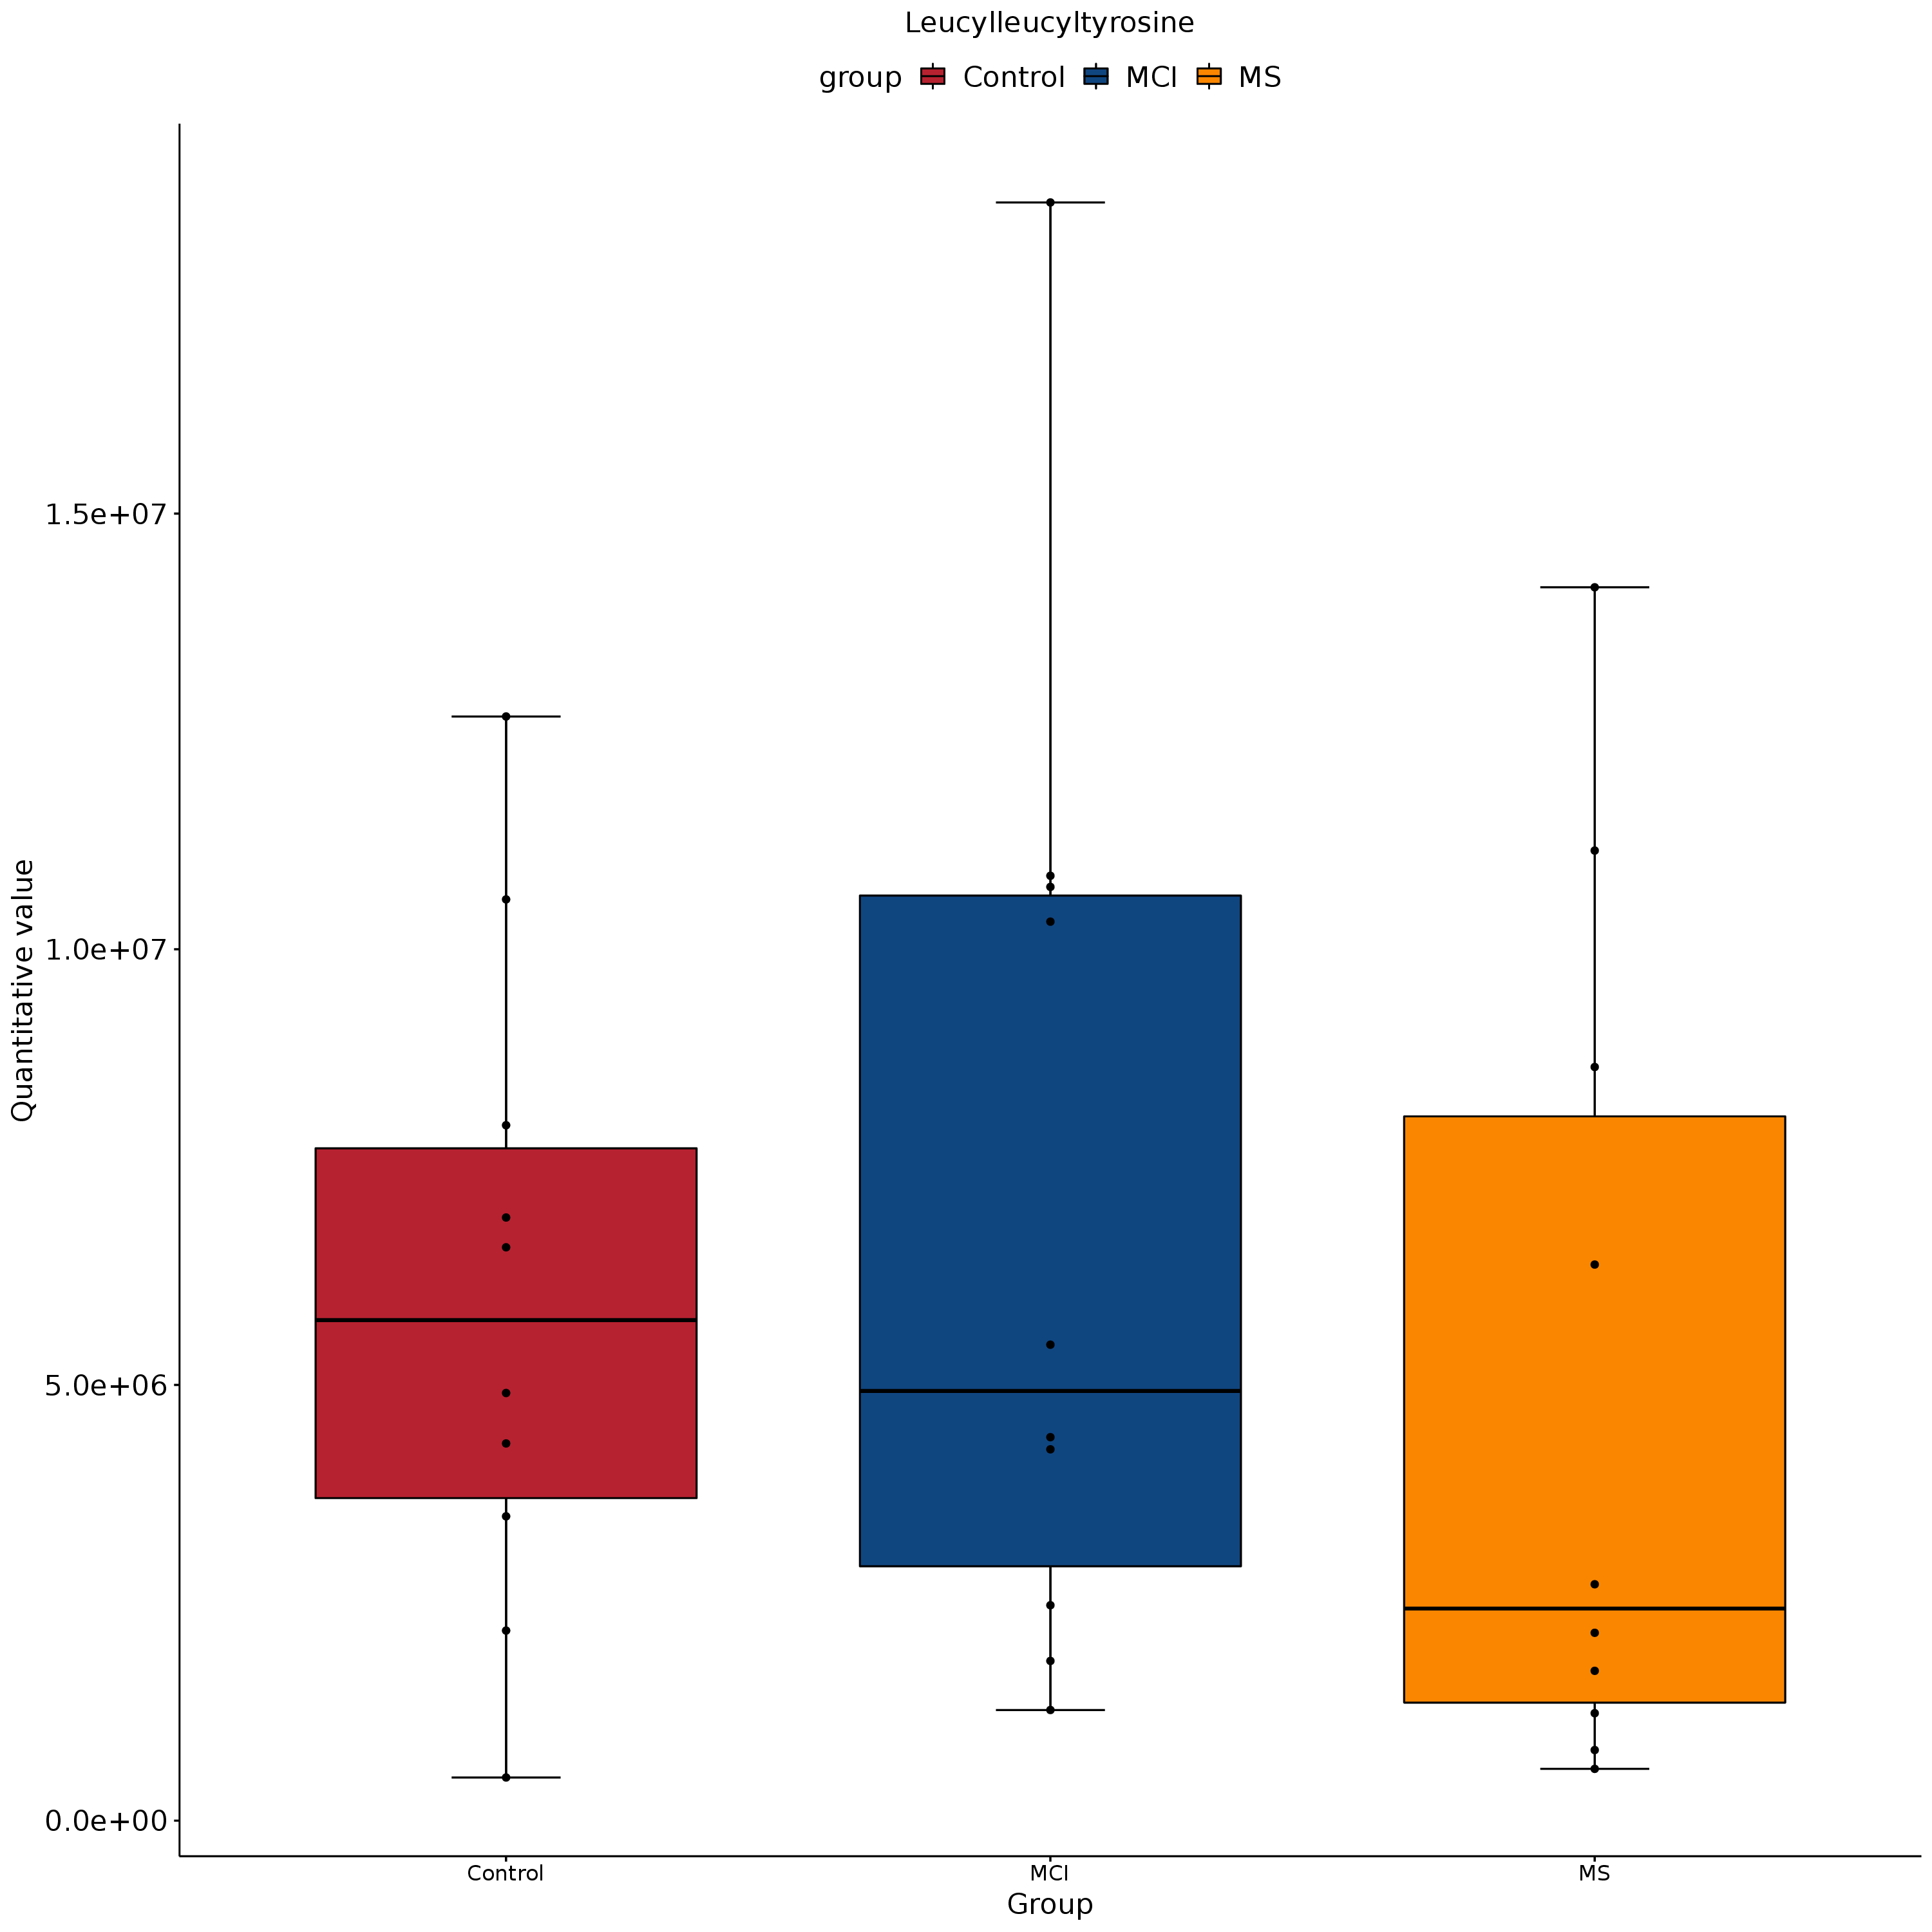 Leucylleucyltyrosine
group Control MCI MS
Quantitative value
1.5e+07
1.0e+07
5.0e+06
0.0e+00
Control MCI MS
Group